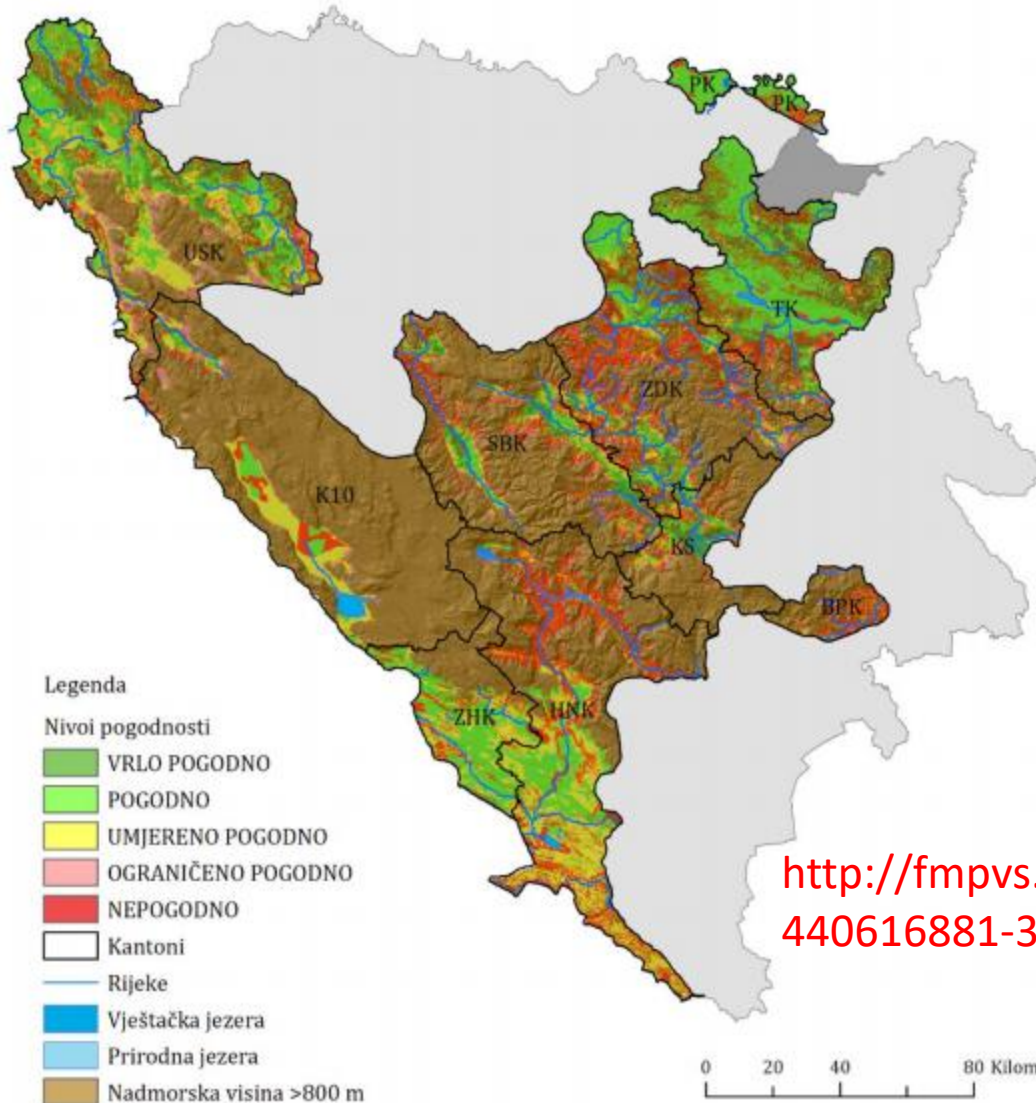 PK
PK
USK
TK
ZDK
SBK
K10
KS
BPK
ZHK
HNK
Legenda
Nivoi pogodnosti
VRLO POGODNO
POGODNO
UMJERENO POGODNO
OGRANIČENO POGODNO
NEPOGODNO
Kantoni
Rijeke
Vještačka jezera
Prirodna jezera
Nadmorska visina >800 m
http://fmpvs.
440616881-3
0 20 40 80 Kilom